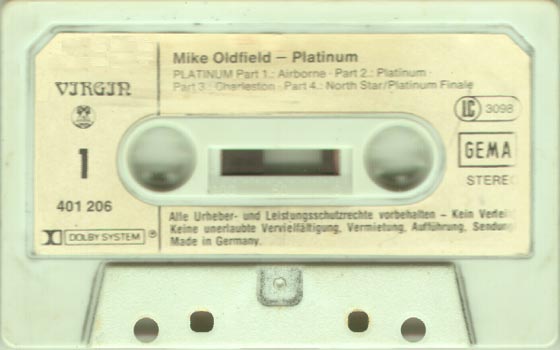 Mike Oldfield – Platinum
PLATINUM Part 1.: Airborne · Part 2.: Platinum ·
Part 3.: Charleston · Part 4.: North Star/Platinum Finale
VIRGIN
LC 3098
1
GEMA
STEREO
401 206
DOLBY SYSTEM ®
Alle Urheber- und Leistungsschutzrechte vorbehalten – Kein Verlei
Keine unerlaubte Vervielfältigung, Vermietung, Aufführung, Sendung
Made in Germany.